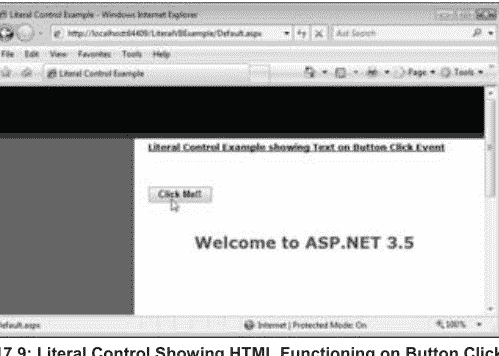 Literal Control Example - Windows Internet Explorer
http://localhost:64409/LiteralVBExample/Default.aspx
Ask Search
File Edit View Favorites Tools Help
Literal Control Example
Page Tools
Literal Control Example showing Text on Button Click Event
Click Me!!
Welcome to ASP.NET 3.5
Default.aspx
Internet | Protected Mode: On
100%
17.9: Literal Control Showing HTML Functioning on Button Click